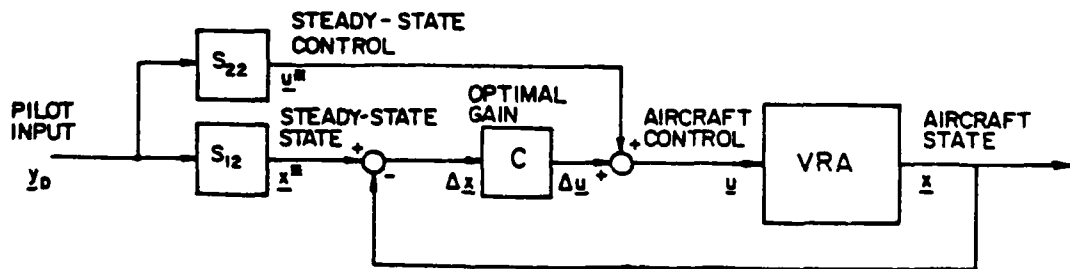 STEADY-STATE
CONTROL
S22
u*
PILOT
INPUT
yD
S12
STEADY-STATE
STATE
x*
+
-
OPTIMAL
GAIN
C
Δx
Δu
+
+
AIRCRAFT
CONTROL
u
VRA
AIRCRAFT
STATE
x